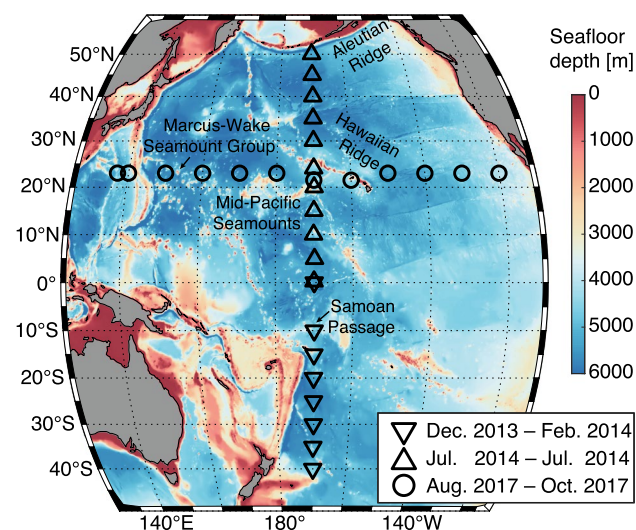 Seafloor
depth [m]
0
1000
2000
3000
4000
5000
6000
50°N
40°N
30°N
20°N
10°N
0°
10°S
20°S
30°S
40°S
140°E
180°
140°W
Aleutian
Ridge
Marcus-Wake
Seamount Group
Hawaiian
Ridge
Mid-Pacific
Seamounts
Samoan
Passage
Dec. 2013 – Feb. 2014
Jul. 2014 – Jul. 2014
Aug. 2017 – Oct. 2017